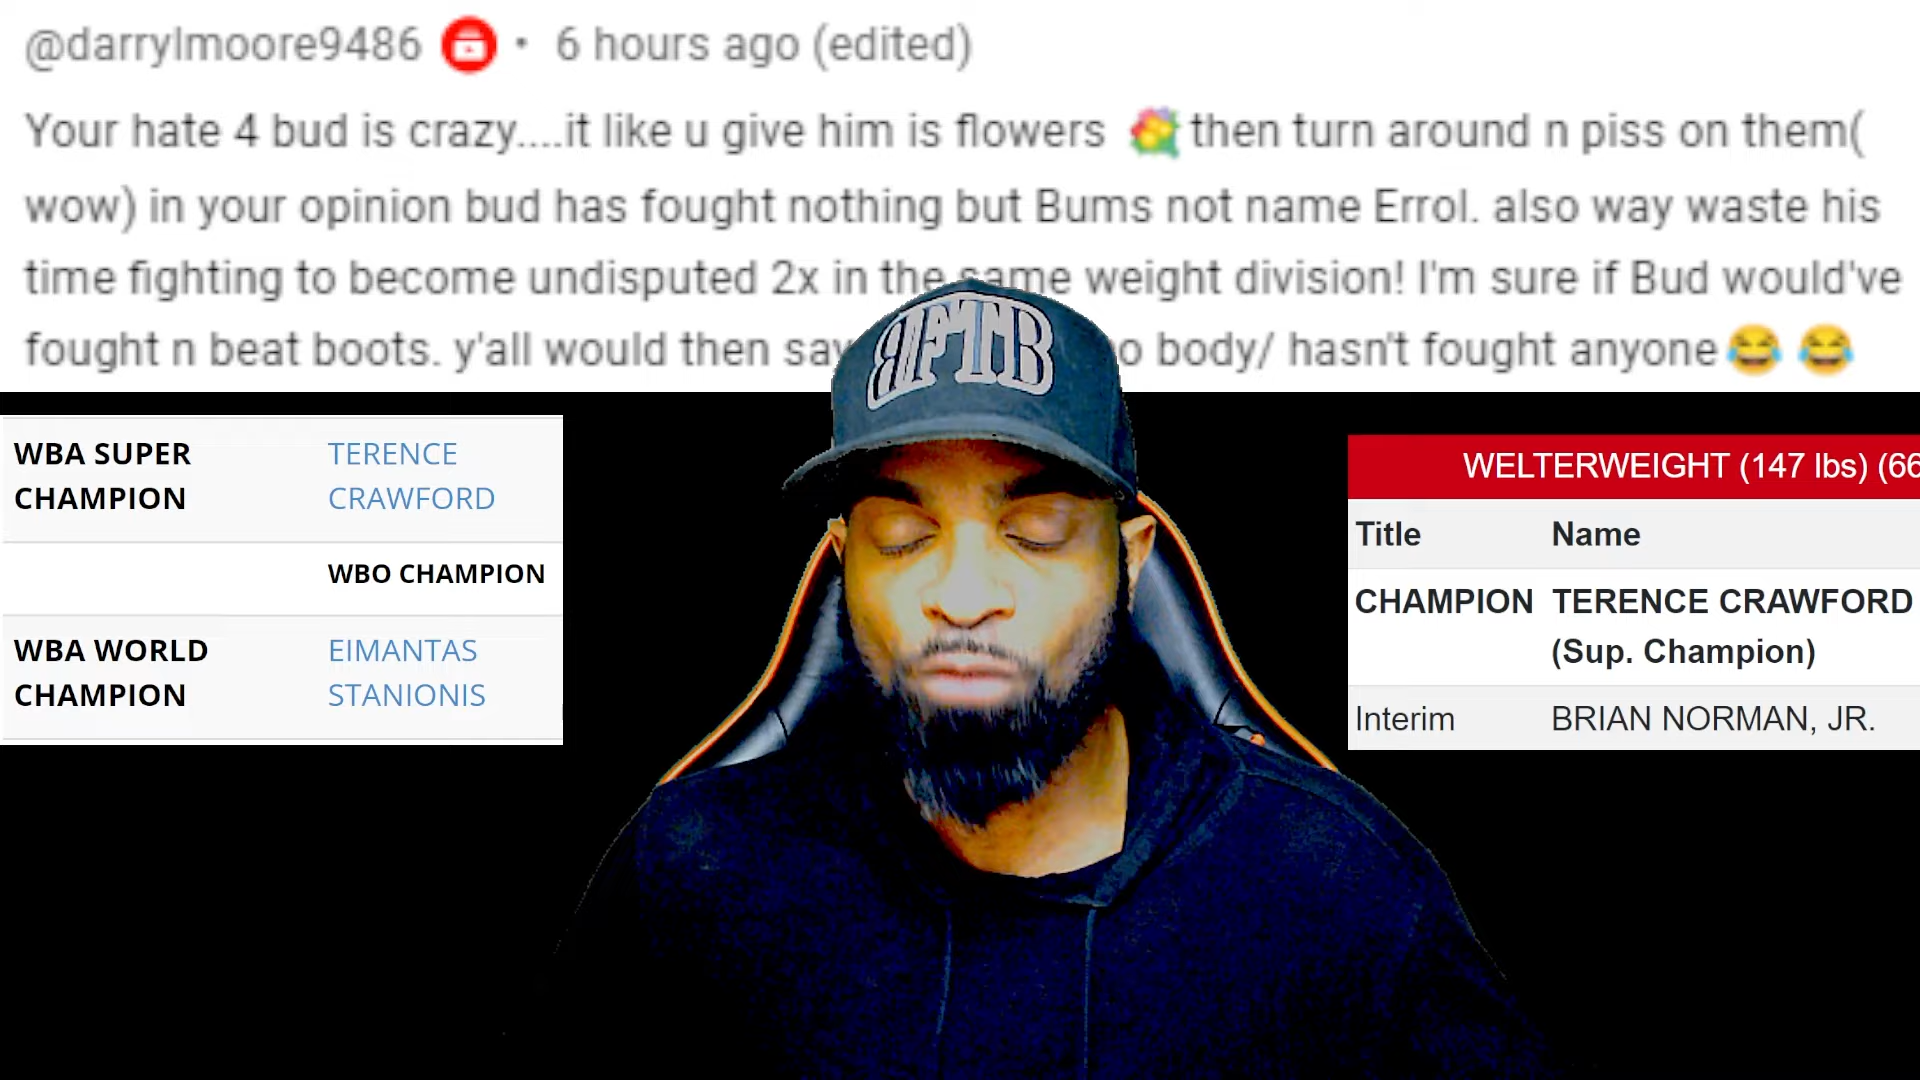 @darrylmoore9486 • 6 hours ago (edited)
Your hate 4 bud is crazy....it like u give him is flowers 💐 then turn around n piss on them(
wow) in your opinion bud has fought nothing but Bums not name Errol. also way waste his
time fighting to become undisputed 2x in the same weight division! I'm sure if Bud would've
fought n beat boots. y'all would then say body/ hasn't fought anyone😂 😂
BFTB
WBA SUPER CHAMPION TERENCE CRAWFORD
WBO CHAMPION
WBA WORLD CHAMPION EIMANTAS STANIONIS
WELTERWEIGHT (147 lbs) (66
Title Name
CHAMPION TERENCE CRAWFORD
(Sup. Champion)
Interim BRIAN NORMAN, JR.